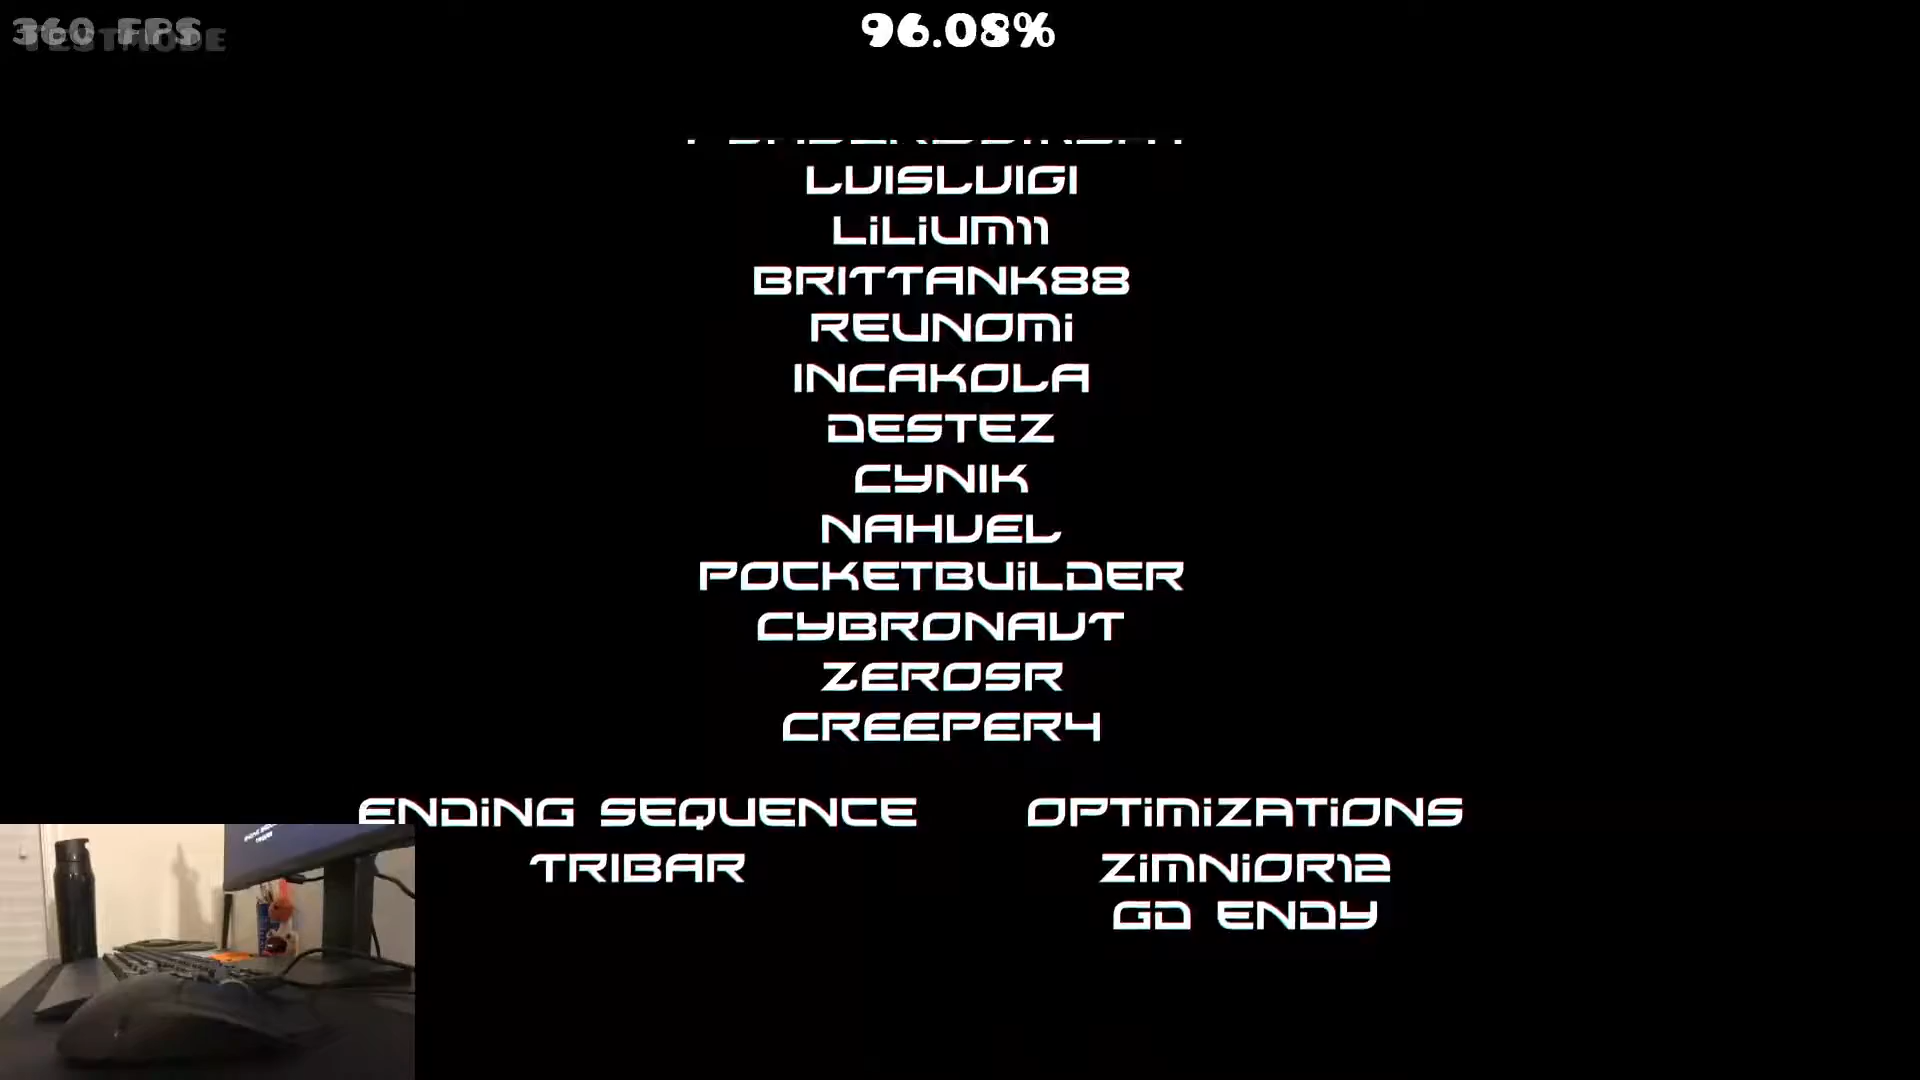 360 FPS
TESTMODE
96.08%
LUISLUIGI
LiLiUM11
BRITTANK88
REUNOMi
INCAKOLA
DESTEZ
CYNIK
NAHUEL
POCKETBUiLDER
CYBRONAUT
ZEROSR
CREEPER4
ENDiNG SEQUENCE
TRIBAR
OPTiMiZATiONS
ZiMNiOR12
GD ENDY